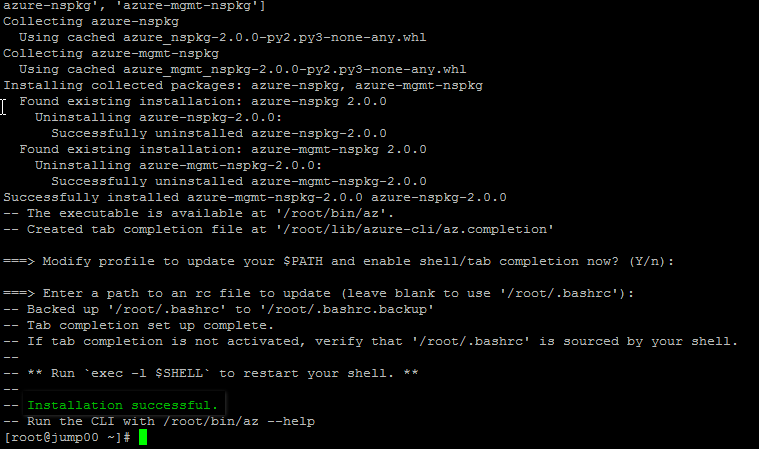 azure-nspkg', 'azure-mgmt-nspkg']
Collecting azure-nspkg
  Using cached azure_nspkg-2.0.0-py2.py3-none-any.whl
Collecting azure-mgmt-nspkg
  Using cached azure_mgmt_nspkg-2.0.0-py2.py3-none-any.whl
Installing collected packages: azure-nspkg, azure-mgmt-nspkg
  Found existing installation: azure-nspkg 2.0.0
    Uninstalling azure-nspkg-2.0.0:
      Successfully uninstalled azure-nspkg-2.0.0
  Found existing installation: azure-mgmt-nspkg 2.0.0
    Uninstalling azure-mgmt-nspkg-2.0.0:
      Successfully uninstalled azure-mgmt-nspkg-2.0.0
Successfully installed azure-mgmt-nspkg-2.0.0 azure-nspkg-2.0.0
-- The executable is available at '/root/bin/az'.
-- Created tab completion file at '/root/lib/azure-cli/az.completion'

===> Modify profile to update your $PATH and enable shell/tab completion now? (Y/n):

===> Enter a path to an rc file to update (leave blank to use '/root/.bashrc'):
-- Backed up '/root/.bashrc' to '/root/.bashrc.backup'
-- Tab completion set up complete.
-- If tab completion is not activated, verify that '/root/.bashrc' is sourced by your shell.
--
-- ** Run `exec -l $SHELL` to restart your shell. **
--
-- Installation successful.
-- Run the CLI with /root/bin/az --help
[root@jump00 ~]#